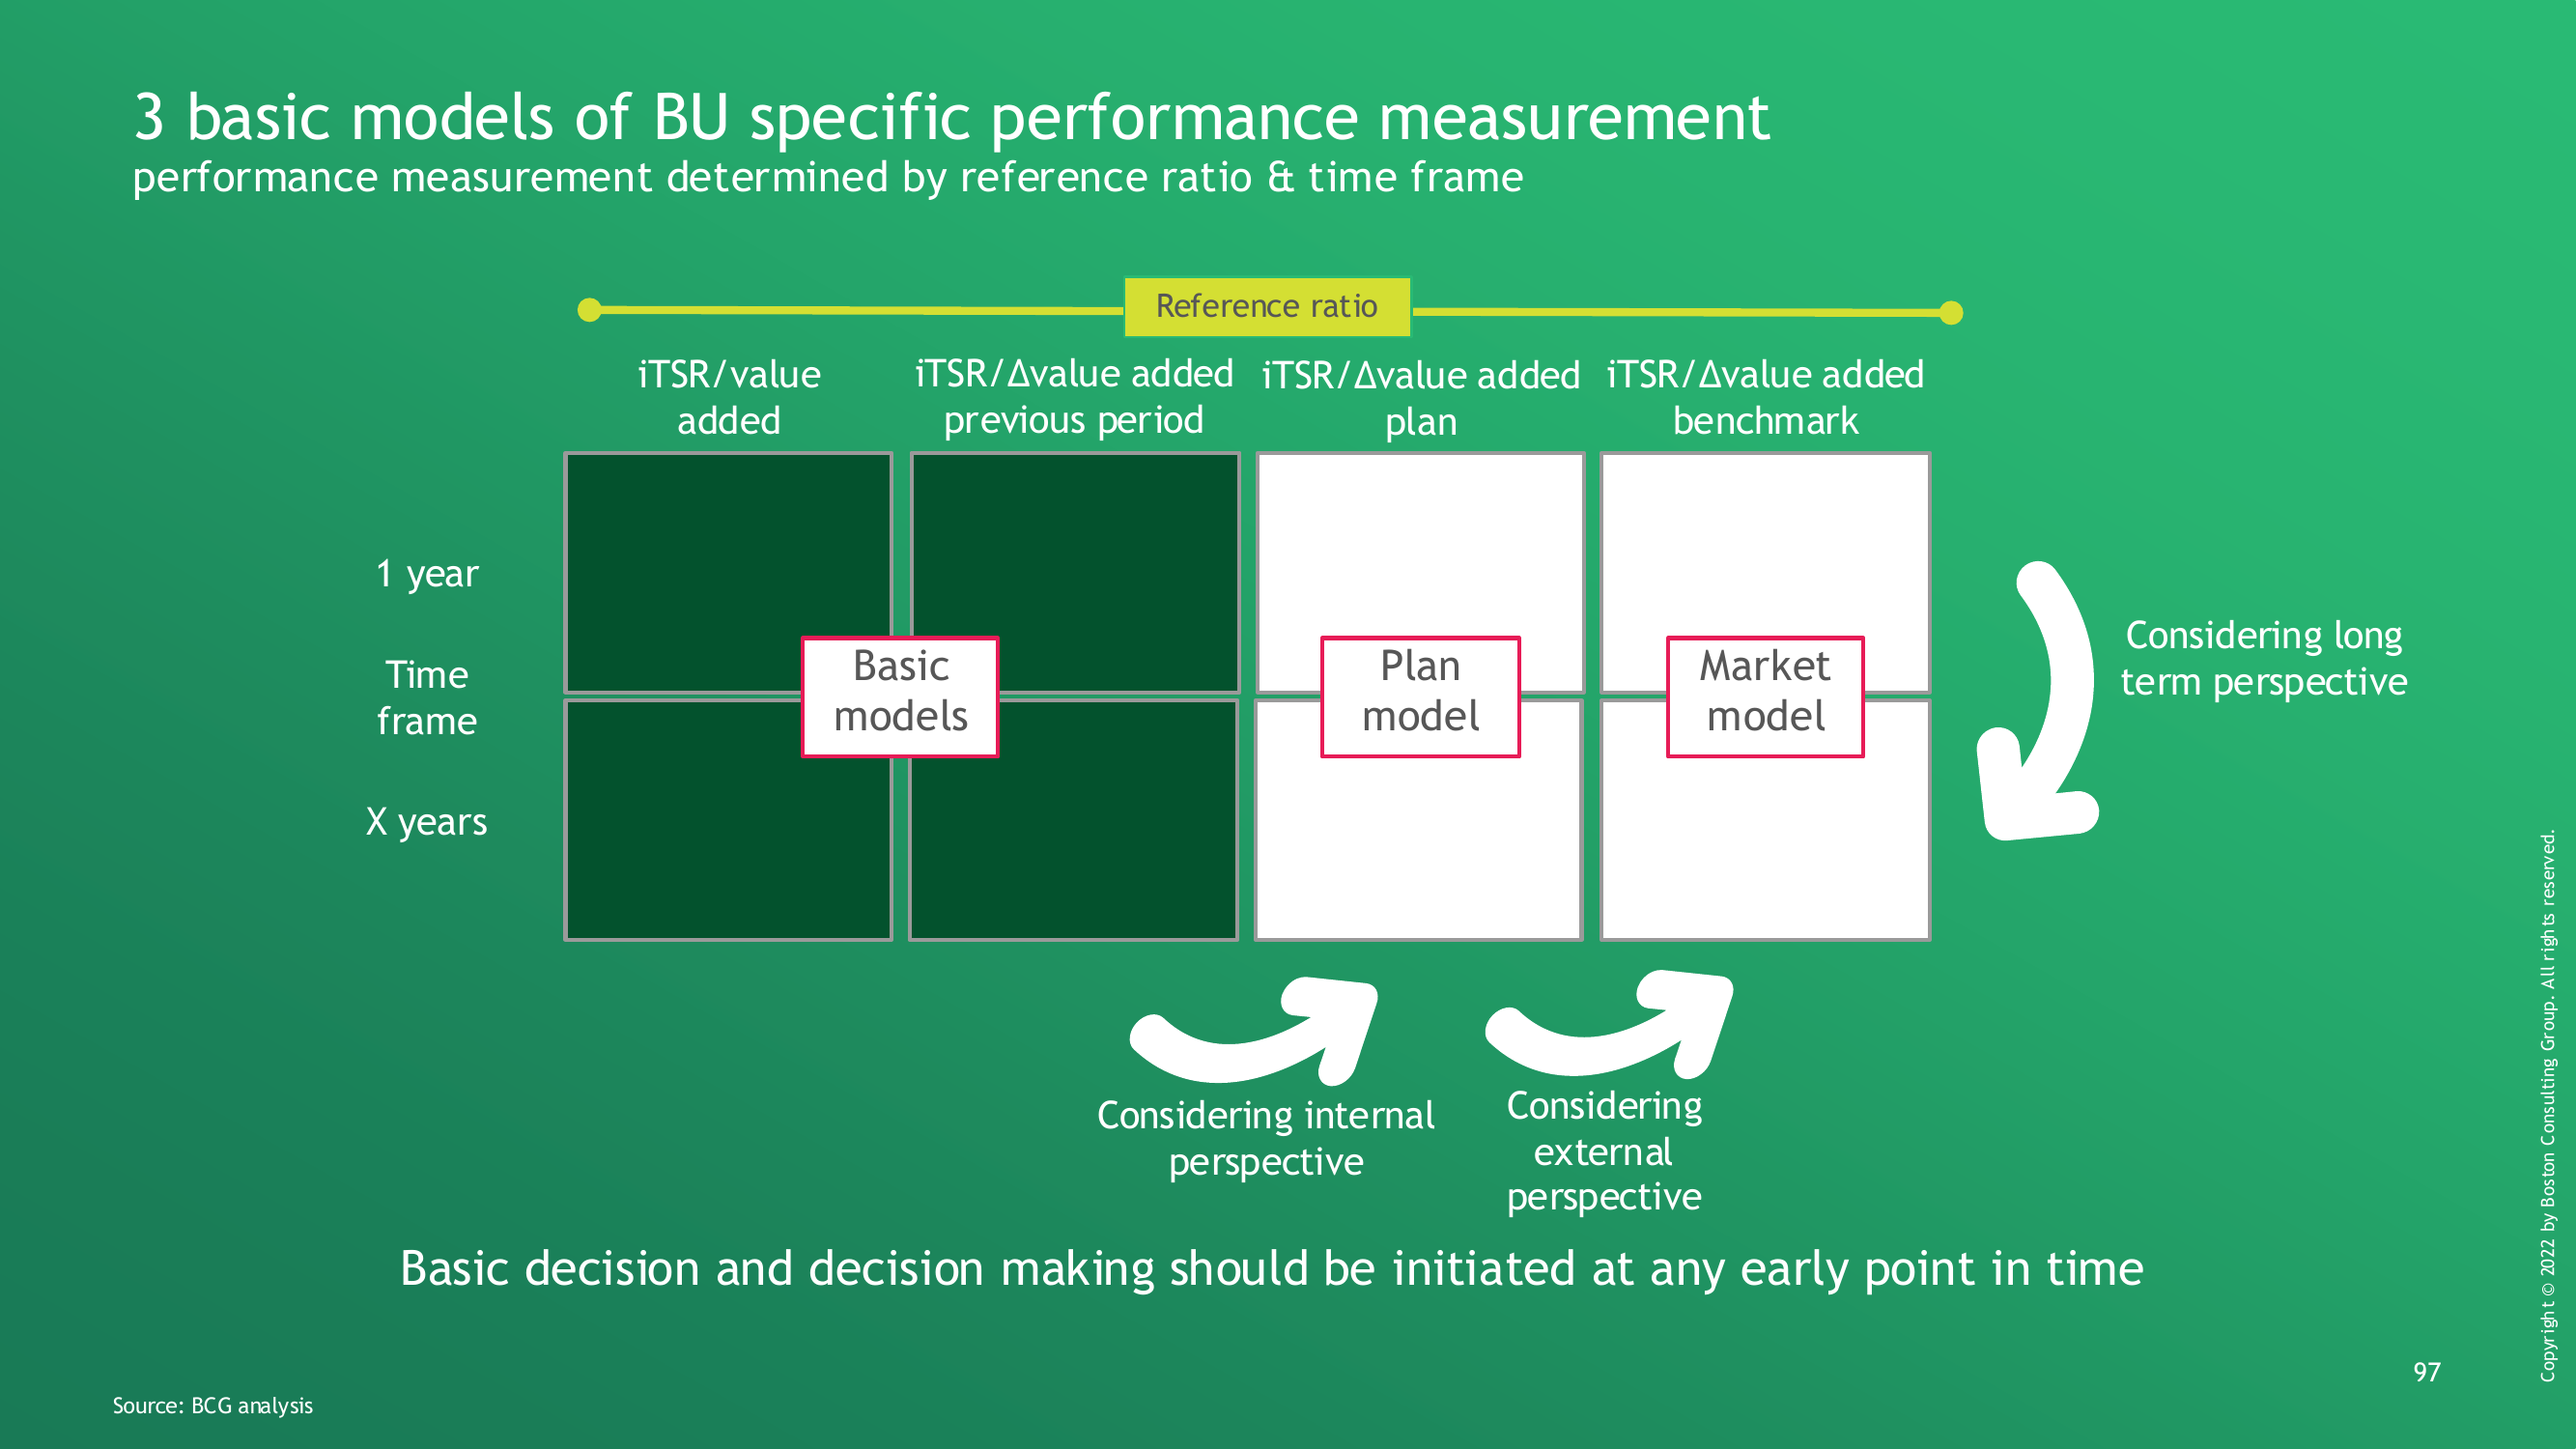 3 basic models of BU specific performance measurement
performance measurement determined by reference ratio & time frame
Reference ratio
iTSR/value
added
iTSR/Δvalue added
previous period
iTSR/Δvalue added
plan
iTSR/Δvalue added
benchmark
1 year
Time
frame
X years
Basic
models
Plan
model
Market
model
Considering long
term perspective
Considering internal
perspective
Considering
external
perspective
Basic decision and decision making should be initiated at any early point in time
Source: BCG analysis
97
Copyright © 2022 by Boston Consulting Group. All rights reserved.